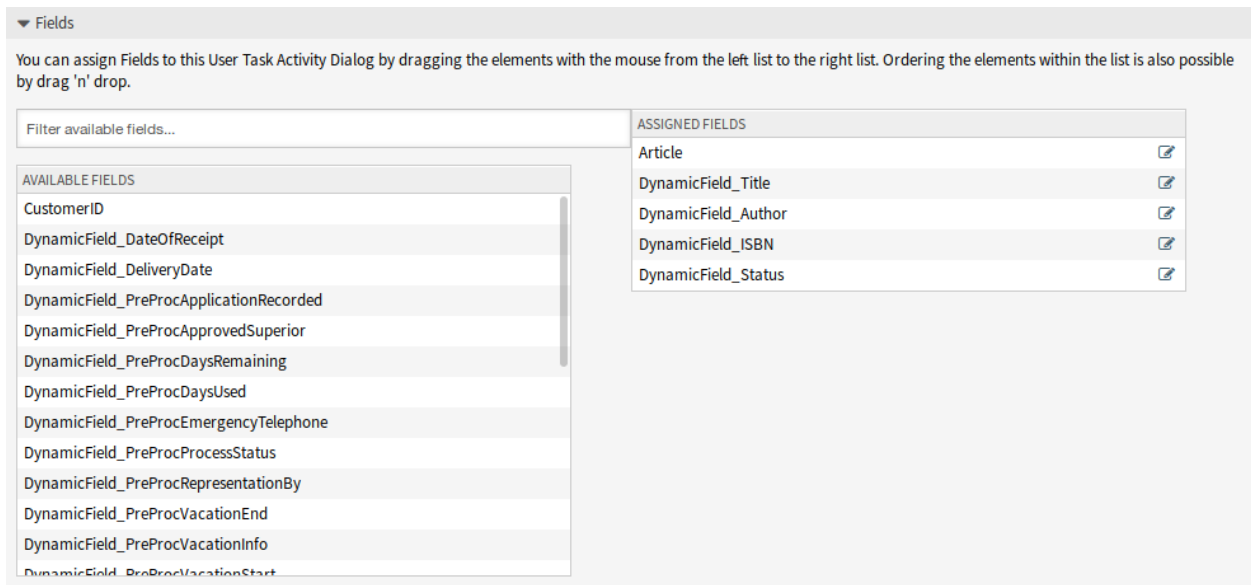 Fields
You can assign Fields to this User Task Activity Dialog by dragging the elements with the mouse from the left list to the right list. Ordering the elements within the list is also possible
by drag 'n' drop.
Filter available fields...
AVAILABLE FIELDS
CustomerID
DynamicField_DateOfReceipt
DynamicField_DeliveryDate
DynamicField_PreProcApplicationRecorded
DynamicField_PreProcApprovedSuperior
DynamicField_PreProcDaysRemaining
DynamicField_PreProcDaysUsed
DynamicField_PreProcEmergencyTelephone
DynamicField_PreProcProcessStatus
DynamicField_PreProcRepresentationBy
DynamicField_PreProcVacationEnd
DynamicField_PreProcVacationInfo
DynamicField_PreProcVacationStart
ASSIGNED FIELDS
Article
DynamicField_Title
DynamicField_Author
DynamicField_ISBN
DynamicField_Status